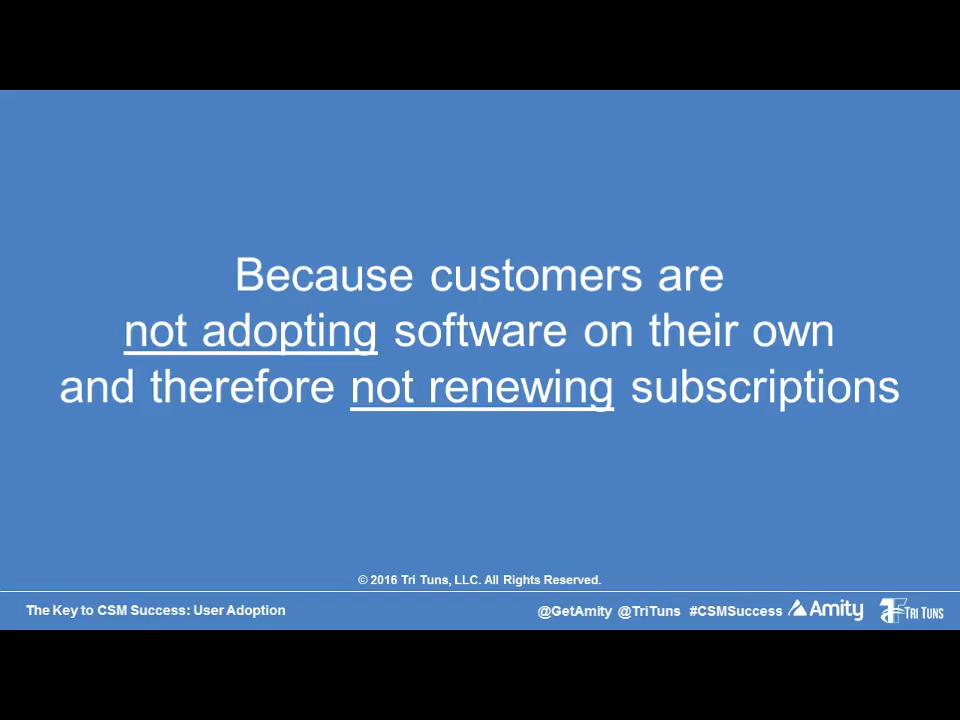 Because customers are
not adopting software on their own
and therefore not renewing subscriptions
© 2016 Tri Tuns, LLC. All Rights Reserved.
The Key to CSM Success: User Adoption
@GetAmity @TriTuns #CSMSuccess Amity TRI TUNS